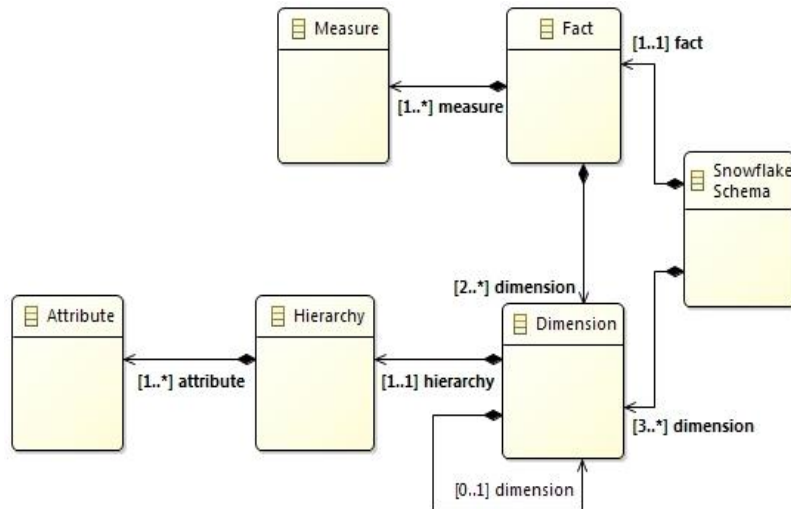 Measure
Fact
[1..1] fact
[1..*] measure
Snowflake
Schema
[2..*] dimension
Attribute
Hierarchy
Dimension
[1..*] attribute
[1..1] hierarchy
[3..*] dimension
[0..1] dimension